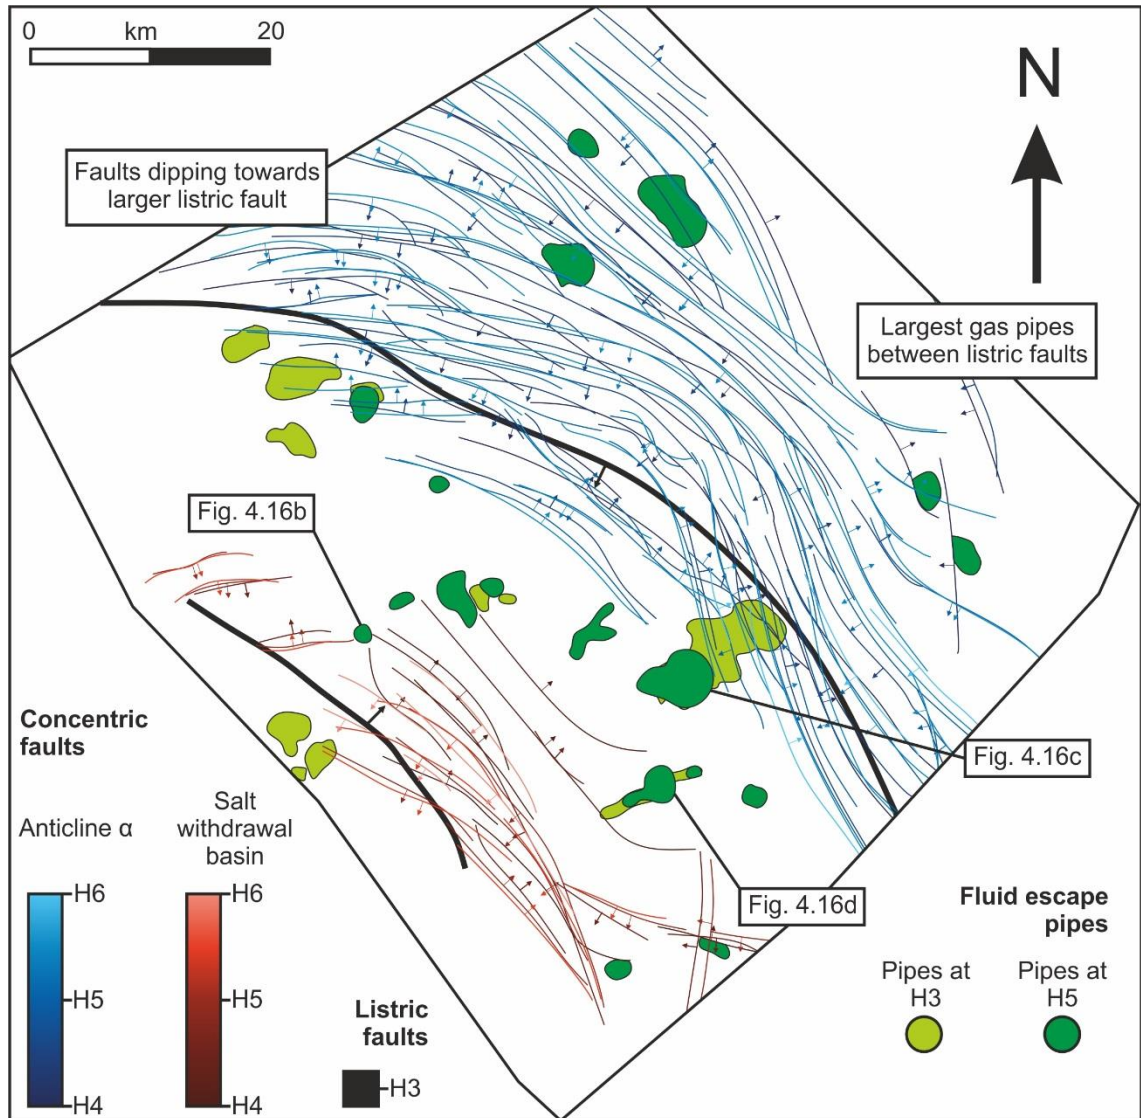 0 km 20
N
Faults dipping towards
larger listric fault
Largest gas pipes
between listric faults
Fig. 4.16b
Fig. 4.16c
Fig. 4.16d
Concentric
faults
Anticline α
H6
H5
H4
Salt
withdrawal
basin
H6
H5
H4
Listric
faults
H3
Fluid escape
pipes
Pipes at
H3
Pipes at
H5